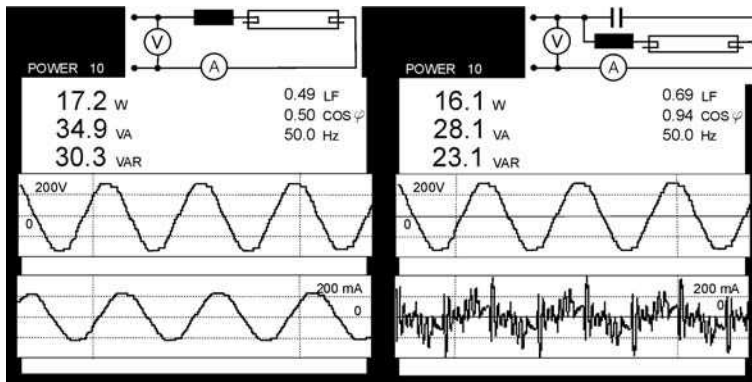 V
A
POWER 10
17.2 W
34.9 VA
30.3 VAR
0.49 LF
0.50 COS φ
50.0 Hz
200V
0
200 mA
0
V
A
POWER 10
16.1 W
28.1 VA
23.1 VAR
0.69 LF
0.94 COS φ
50.0 Hz
200V
0
200 mA
0